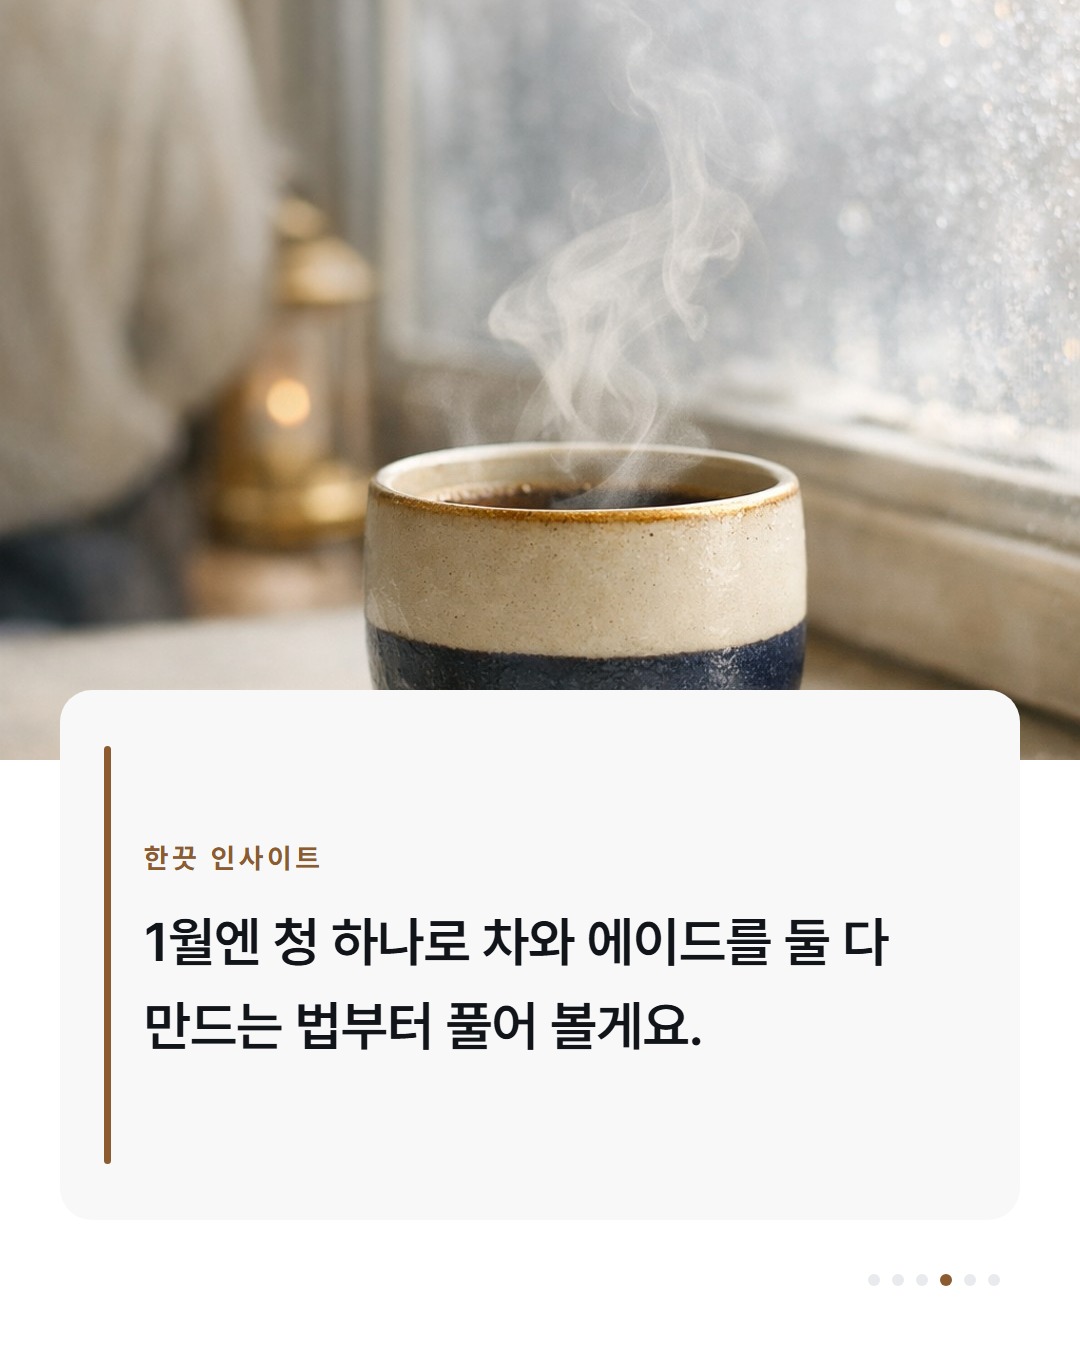 한끗 인사이트
1월엔 청 하나로 차와 에이드를 둘 다
만드는 법부터 풀어 볼게요.